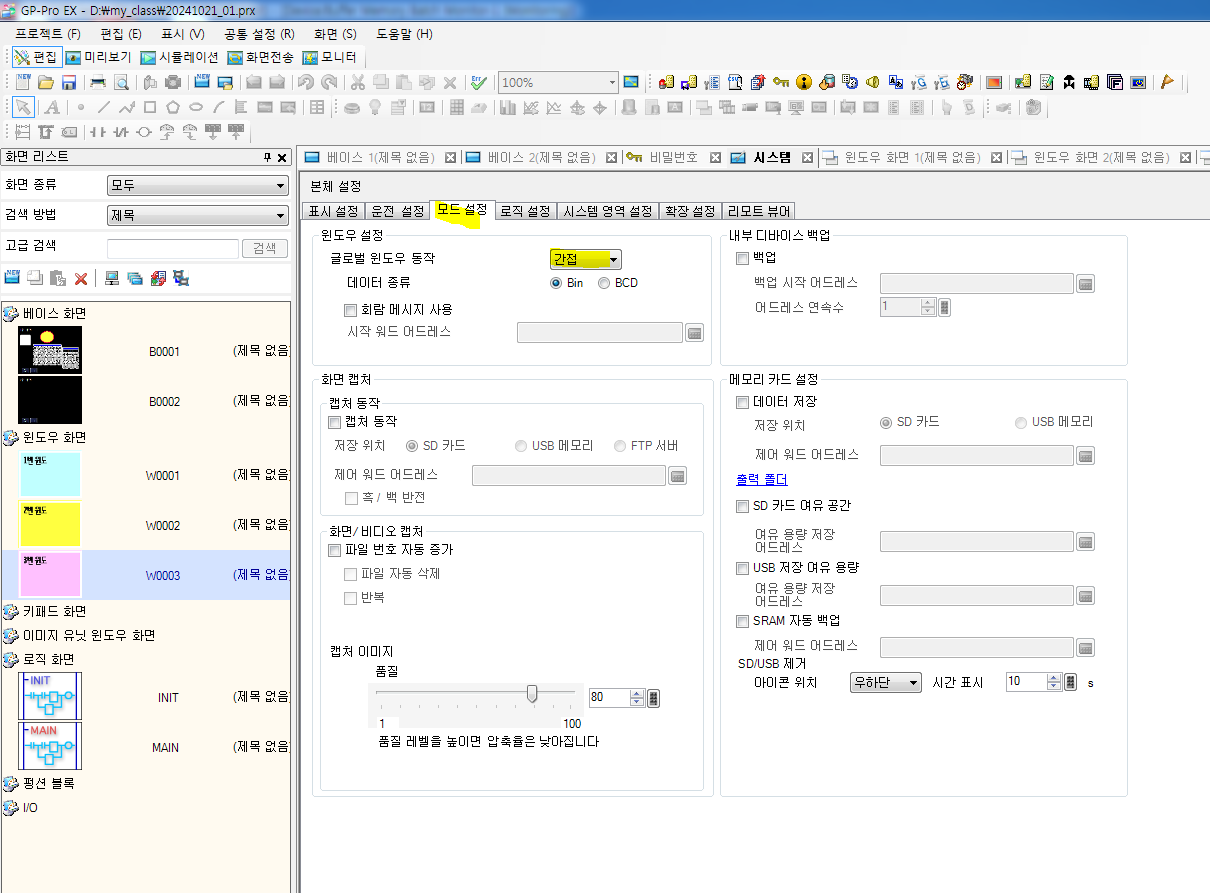 GP-Pro EX - D:₩my_class₩20241021_01.prx
프로젝트 (F) 편집 (E) 표시 (V) 공통 설정 (R) 화면 (S) 도움말 (H)
편집 미리보기 시뮬레이션 화면전송 모니터
100%
화면 리스트
화면 종류 모두
검색 방법 제목
고급 검색 검색
베이스 화면
B0001 (제목 없음
B0002 (제목 없음
윈도우 화면
1번 윈도
W0001 (제목 없음
2번 윈도
W0002 (제목 없음
3번 윈도
W0003 (제목 없음
키패드 화면
이미지 유닛 윈도우 화면
로직 화면
INIT INIT (제목 없음
MAIN MAIN (제목 없음
펑션 블록
I/O
베이스 1(제목 없음) 베이스 2(제목 없음) 비밀번호 시스템 윈도우 화면 1(제목 없음) 윈도우 화면 2(제목 없음)
본체 설정
표시 설정 운전 설정 모드 설정 로직 설정 시스템 영역 설정 확장 설정 리모트 뷰어
윈도우 설정
글로벌 윈도우 동작 간접
데이터 종류 Bin BCD
회람 메시지 사용
시작 워드 어드레스
화면 캡처
캡처 동작
캡처 동작
저장 위치 SD 카드 USB 메모리 FTP 서버
제어 워드 어드레스
흑/ 백 반전
화면/ 비디오 캡처
파일 번호 자동 증가
파일 자동 삭제
반복
캡처 이미지
품질
80
1 100
품질 레벨을 높이면 압축율은 낮아집니다
내부 디바이스 백업
백업
백업 시작 어드레스
어드레스 연속수 1
메모리 카드 설정
데이터 저장
저장 위치 SD 카드 USB 메모리
제어 워드 어드레스
출력 폴더
SD 카드 여유 공간
여유 용량 저장
어드레스
USB 저장 여유 용량
여유 용량 저장
어드레스
SRAM 자동 백업
제어 워드 어드레스
SD/USB 제거
아이콘 위치 우하단 시간 표시 10 s